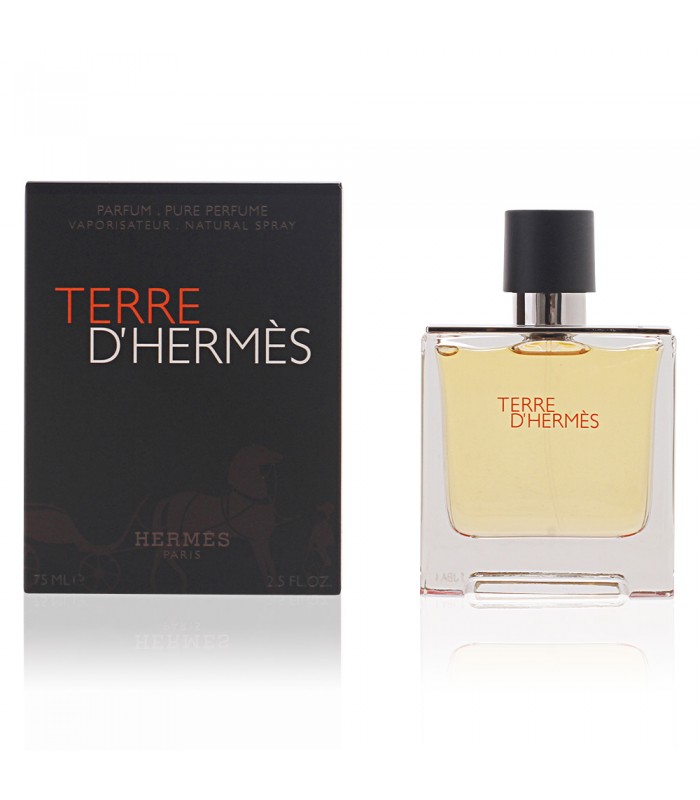 PARFUM . PURE PERFUME
VAPORISATEUR . NATURAL SPRAY
TERRE
D'HERMÈS
HERMÈS
PARIS
75 ML ℮
2.5 FL.OZ.
TERRE
D'HERMÈS